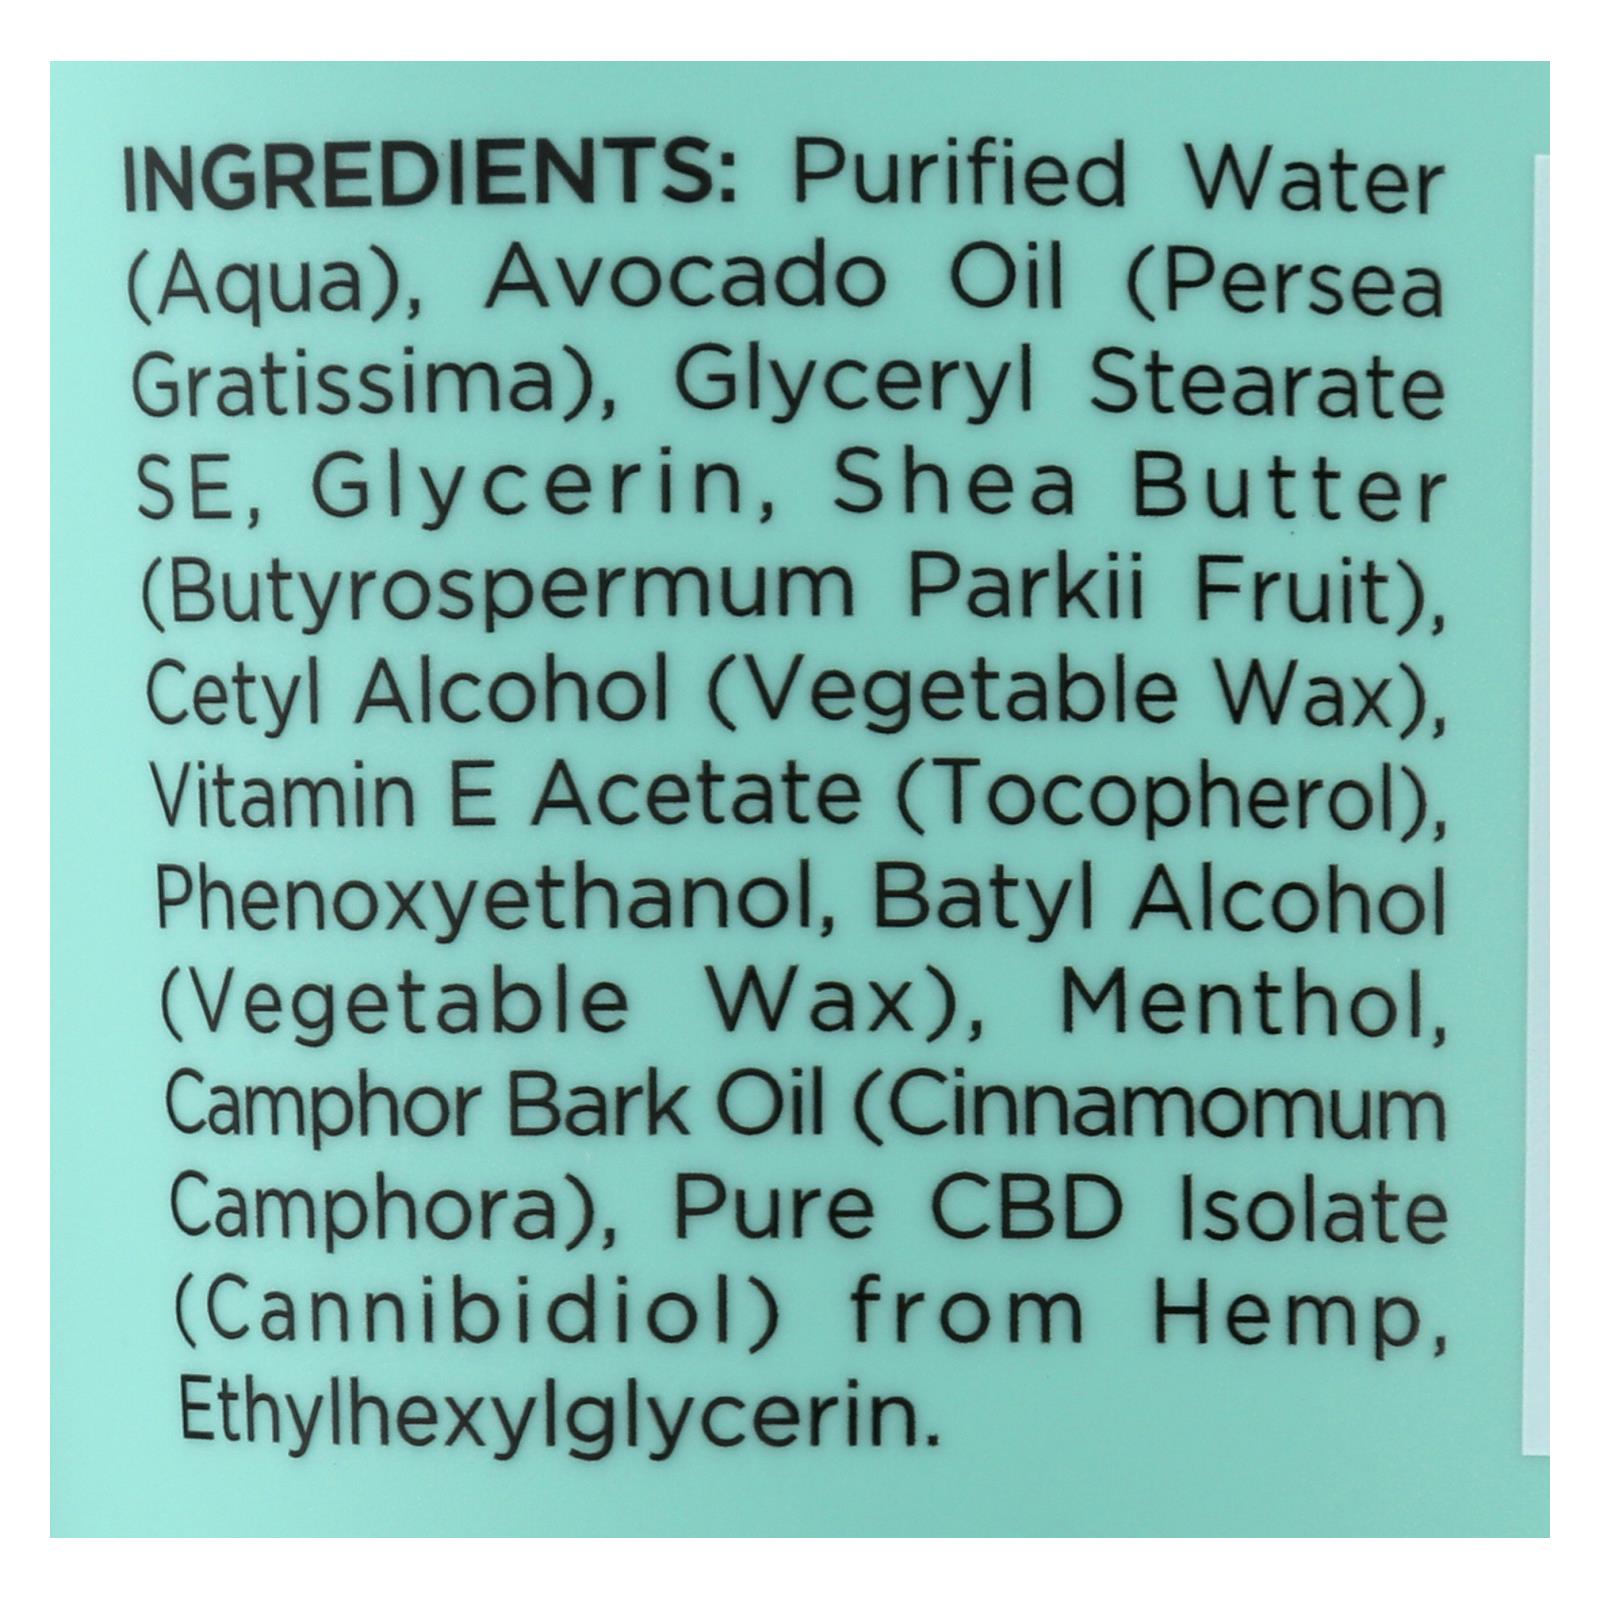 INGREDIENTS: Purified Water
(Aqua), Avocado Oil (Persea
Gratissima), Glyceryl Stearate
SE, Glycerin, Shea Butter
(Butyrospermum Parkii Fruit),
Cetyl Alcohol (Vegetable Wax),
Vitamin E Acetate (Tocopherol),
Phenoxyethanol, Batyl Alcohol
(Vegetable Wax), Menthol,
Camphor Bark Oil (Cinnamomum
Camphora), Pure CBD Isolate
(Cannibidiol) from Hemp,
Ethylhexylglycerin.